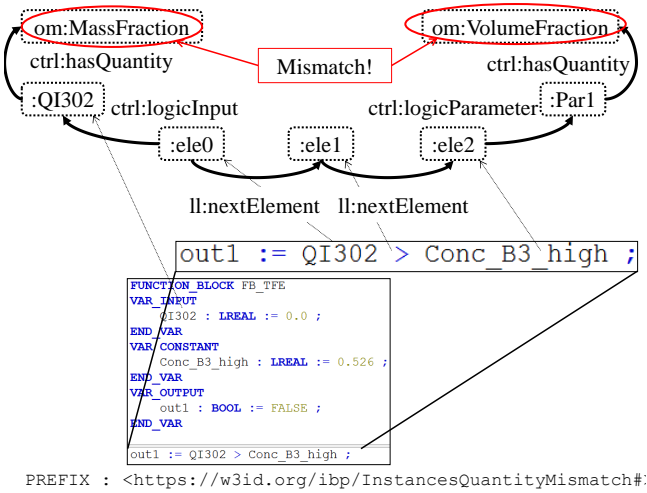 om:MassFraction
om:VolumeFraction
ctrl:hasQuantity
Mismatch!
ctrl:hasQuantity
:QI302
ctrl:logicInput
ctrl:logicParameter
:Par1
:ele0
:ele1
:ele2
ll:nextElement
ll:nextElement
out1 := QI302 > Conc_B3_high ;
FUNCTION_BLOCK FB_TFE
VAR_INPUT
QI302 : LREAL := 0.0 ;
END_VAR
VAR CONSTANT
Conc_B3_high : LREAL := 0.526 ;
END_VAR
VAR_OUTPUT
out1 : BOOL := FALSE ;
END_VAR
out1 := QI302 > Conc_B3_high ;
PREFIX : <https://w3id.org/ibp/InstancesQuantityMismatch#>